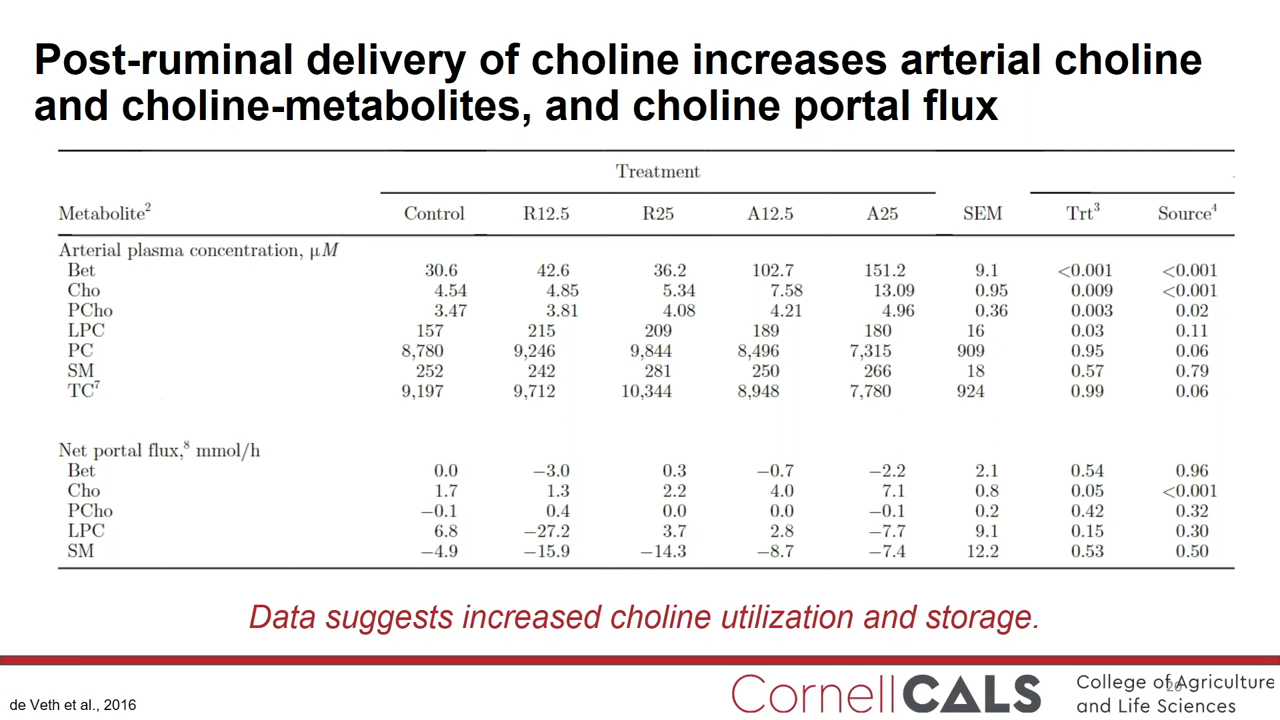 Post-ruminal delivery of choline increases arterial choline
and choline-metabolites, and choline portal flux
Treatment
Metabolite² Control R12.5 R25 A12.5 A25 SEM Trt³ Source⁴
Arterial plasma concentration, μM
Bet 30.6 42.6 36.2 102.7 151.2 9.1 <0.001 <0.001
Cho 4.54 4.85 5.34 7.58 13.09 0.95 0.009 <0.001
PCho 3.47 3.81 4.08 4.21 4.96 0.36 0.003 0.02
LPC 157 215 209 189 180 16 0.03 0.11
PC 8,780 9,246 9,844 8,496 7,315 909 0.95 0.06
SM 252 242 281 250 266 18 0.57 0.79
TC⁷ 9,197 9,712 10,344 8,948 7,780 924 0.99 0.06
Net portal flux,⁸ mmol/h
Bet 0.0 −3.0 0.3 −0.7 −2.2 2.1 0.54 0.96
Cho 1.7 1.3 2.2 4.0 7.1 0.8 0.05 <0.001
PCho −0.1 0.4 0.0 0.0 −0.1 0.2 0.42 0.32
LPC 6.8 −27.2 3.7 2.8 −7.7 9.1 0.15 0.30
SM −4.9 −15.9 −14.3 −8.7 −7.4 12.2 0.53 0.50
Data suggests increased choline utilization and storage.
de Veth et al., 2016
CornellCALS
College of Agriculture
and Life Sciences